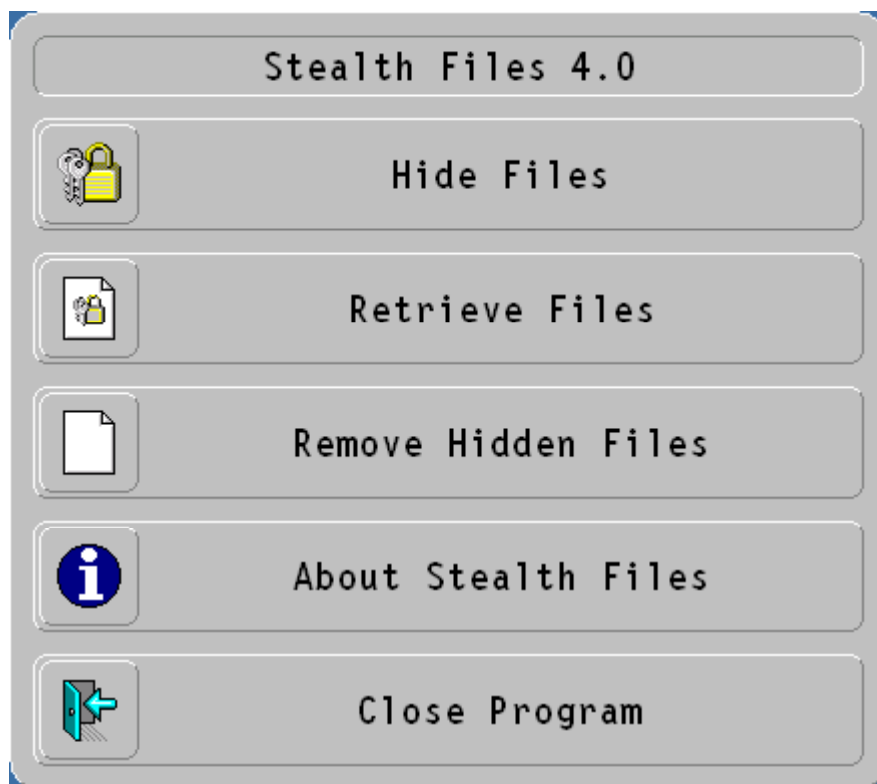 Stealth Files 4.0
Hide Files
Retrieve Files
Remove Hidden Files
About Stealth Files
Close Program